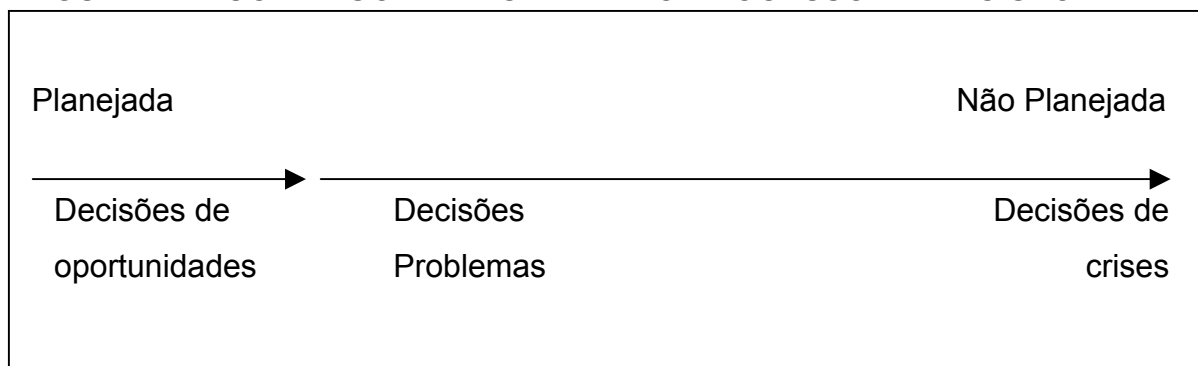 Planejada Não Planejada
Decisões de Decisões Decisões de
oportunidades Problemas crises